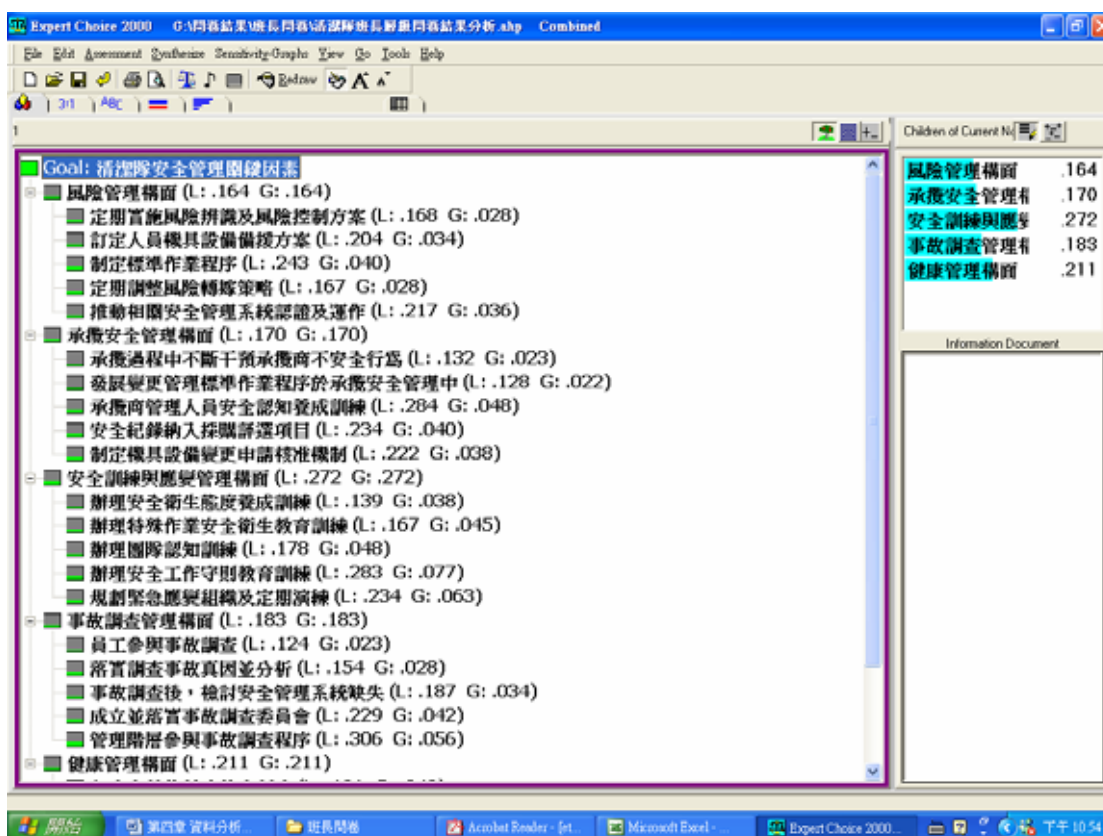 Expert Choice 2000 G:\問卷結果\班長問卷\清潔隊班長層級問卷結果分析.ahp Combined
File Edit Assessment Synthesize Sensitivity-Graphs View Go Tools Help
Redraw
3:1 ABC
1
Children of Current No
Goal: 清潔隊安全管理關鍵因素
風險管理構面 (L: .164 G: .164)
定期實施風險辨識及風險控制方案 (L: .168 G: .028)
訂定人員機具設備備援方案 (L: .204 G: .034)
制定標準作業程序 (L: .243 G: .040)
定期調整風險轉嫁策略 (L: .167 G: .028)
推動相關安全管理系統認證及運作 (L: .217 G: .036)
承攬安全管理構面 (L: .170 G: .170)
承攬過程中不斷干預承攬商不安全行為 (L: .132 G: .023)
發展變更管理標準作業程序於承攬安全管理中 (L: .128 G: .022)
承攬商管理人員安全認知養成訓練 (L: .284 G: .048)
安全紀錄納入採購評選項目 (L: .234 G: .040)
制定機具設備變更申請核准機制 (L: .222 G: .038)
安全訓練與應變管理構面 (L: .272 G: .272)
辦理安全衛生態度養成訓練 (L: .139 G: .038)
辦理特殊作業安全衛生教育訓練 (L: .167 G: .045)
辦理團隊認知訓練 (L: .178 G: .048)
辦理安全工作守則教育訓練 (L: .283 G: .077)
規劃緊急應變組織及定期演練 (L: .234 G: .063)
事故調查管理構面 (L: .183 G: .183)
員工參與事故調查 (L: .124 G: .023)
落實調查事故真因並分析 (L: .154 G: .028)
事故調查後，檢討安全管理系統缺失 (L: .187 G: .034)
成立並落實事故調查委員會 (L: .229 G: .042)
管理階層參與事故調查程序 (L: .306 G: .056)
健康管理構面 (L: .211 G: .211)
風險管理構面 .164
承攬安全管理 .170
安全訓練與應 .272
事故調查管理 .183
健康管理構面 .211
Information Document
開始 第四章 資料分析... 班長問卷 Acrobat Reader - [et... Microsoft Excel - ... Expert Choice 2000... 下午 10:54